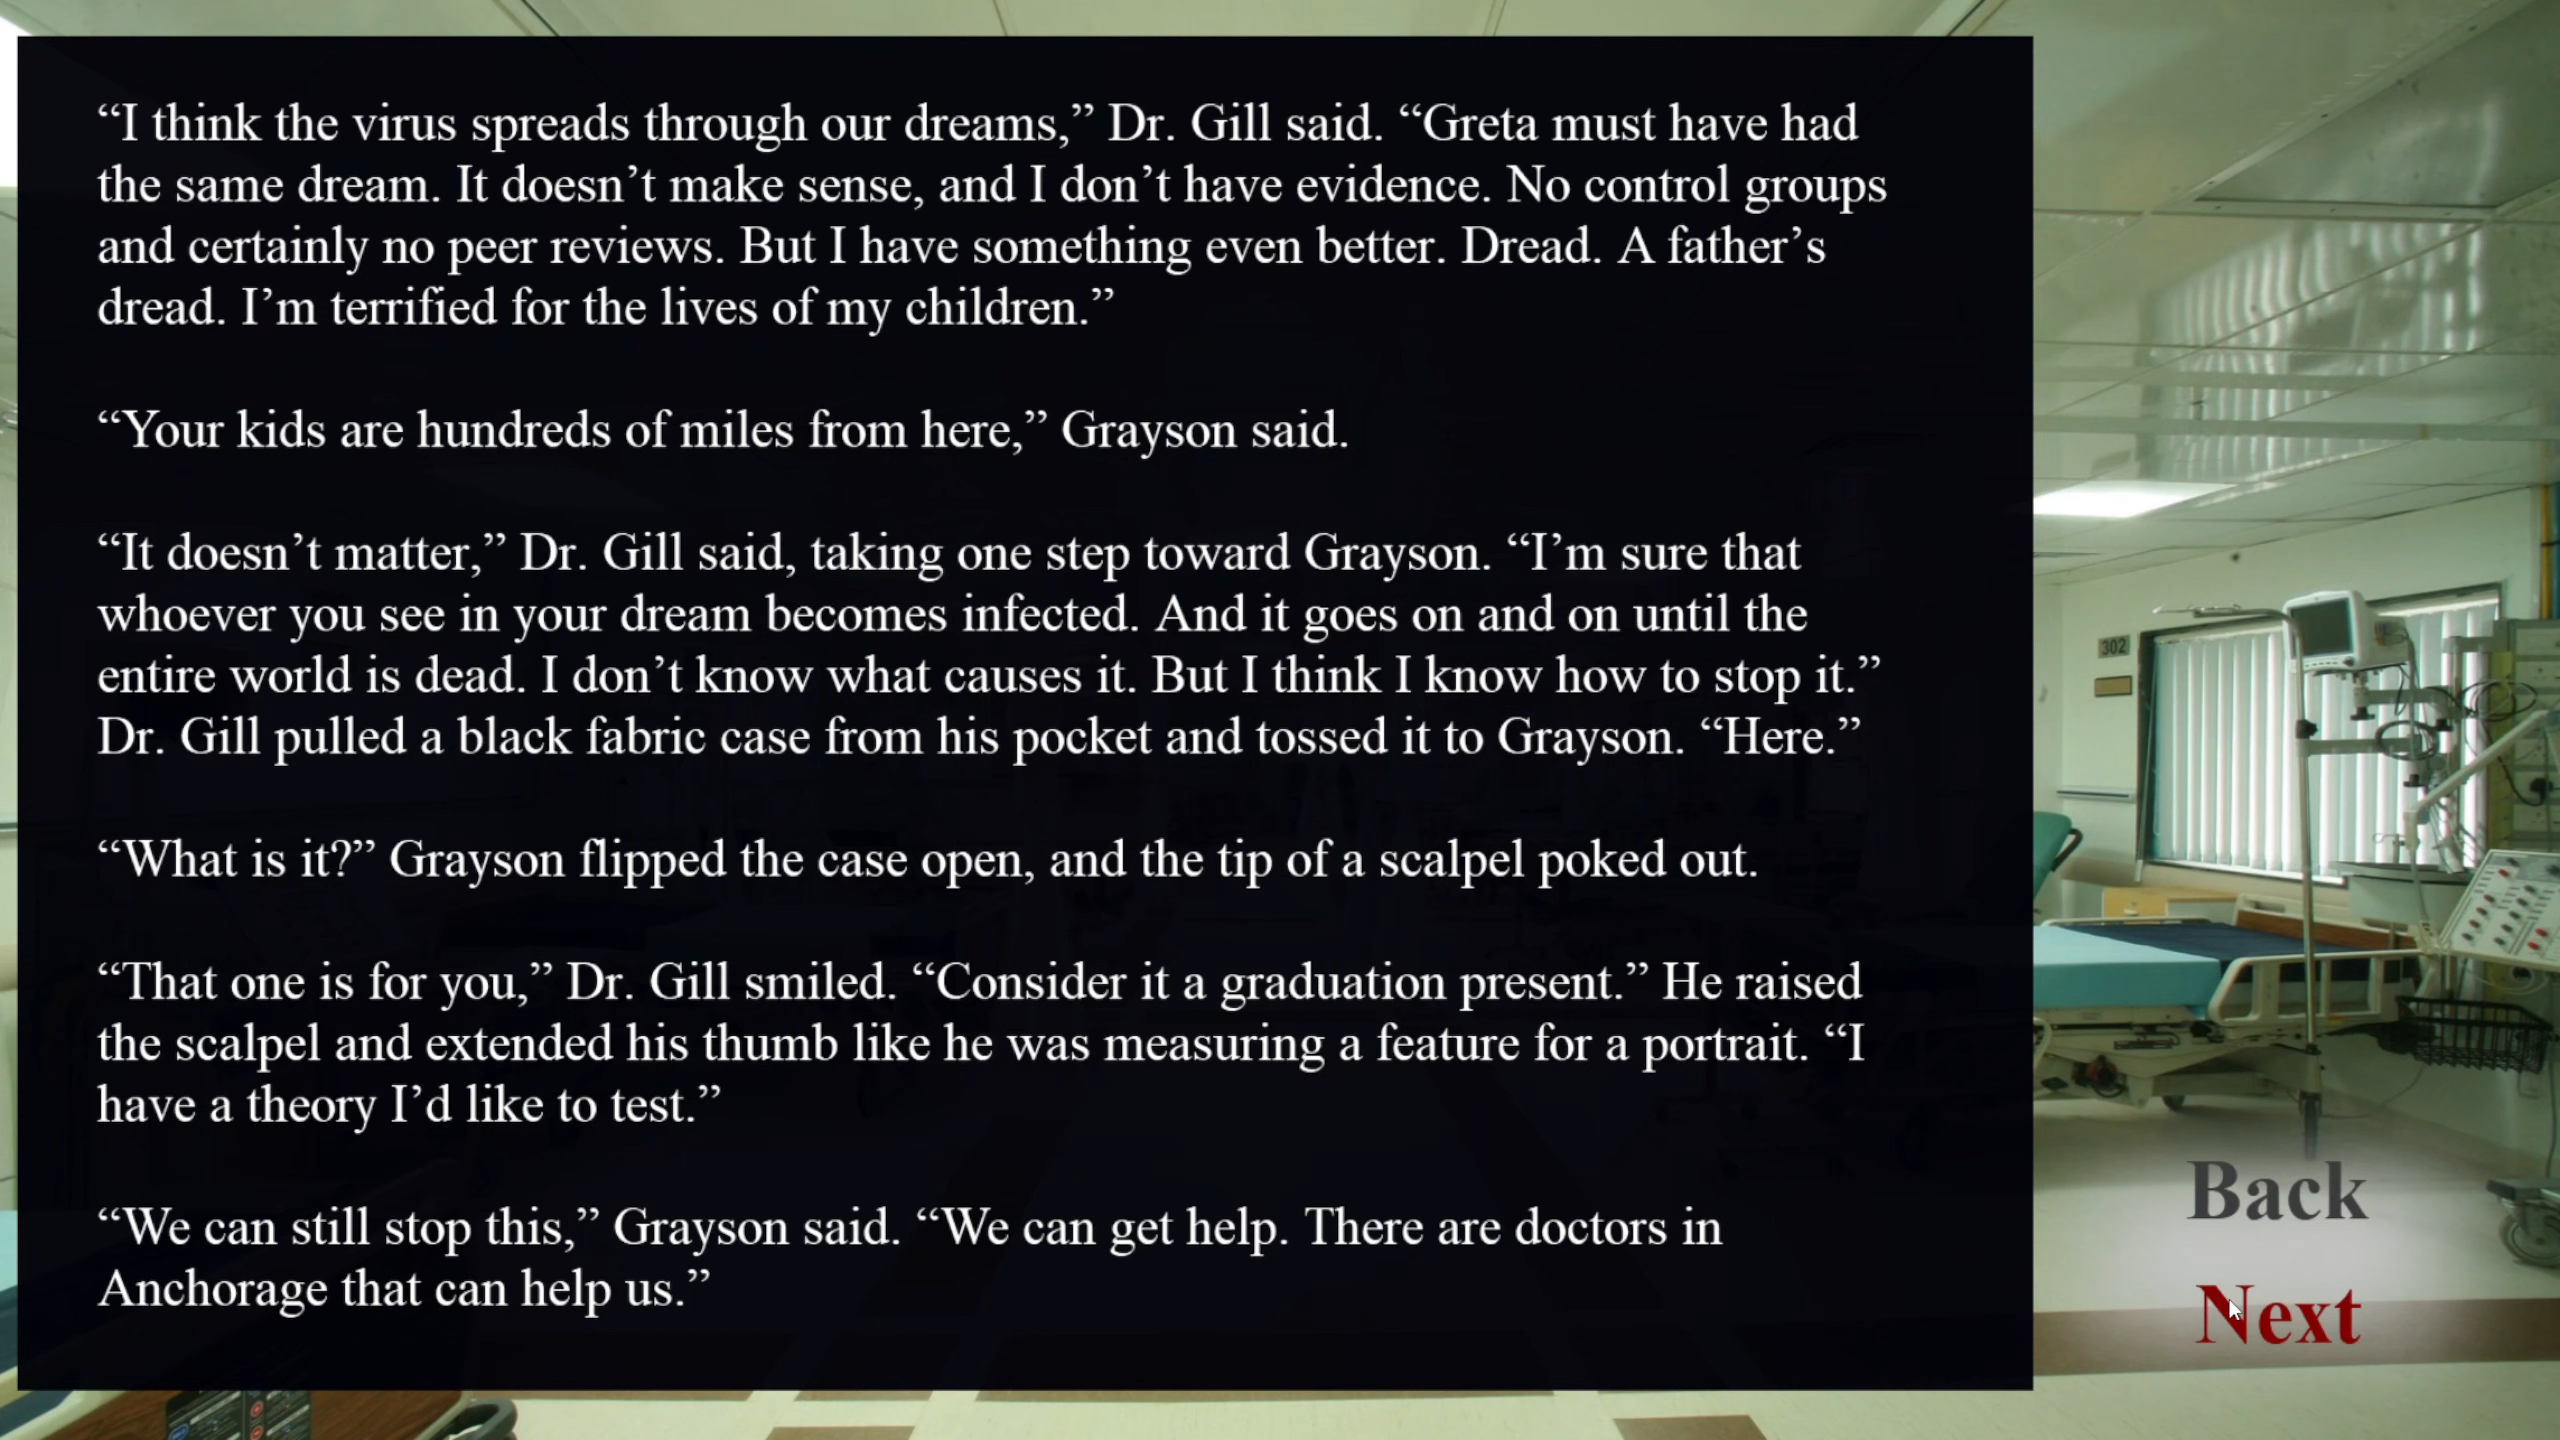 “I think the virus spreads through our dreams,” Dr. Gill said. “Greta must have had
the same dream. It doesn’t make sense, and I don’t have evidence. No control groups
and certainly no peer reviews. But I have something even better. Dread. A father’s
dread. I’m terrified for the lives of my children.”
“Your kids are hundreds of miles from here,” Grayson said.
“It doesn’t matter,” Dr. Gill said, taking one step toward Grayson. “I’m sure that
whoever you see in your dream becomes infected. And it goes on and on until the
entire world is dead. I don’t know what causes it. But I think I know how to stop it.”
Dr. Gill pulled a black fabric case from his pocket and tossed it to Grayson. “Here.”
“What is it?” Grayson flipped the case open, and the tip of a scalpel poked out.
“That one is for you,” Dr. Gill smiled. “Consider it a graduation present.” He raised
the scalpel and extended his thumb like he was measuring a feature for a portrait. “I
have a theory I’d like to test.”
“We can still stop this,” Grayson said. “We can get help. There are doctors in
Anchorage that can help us.”
302
Back
Next